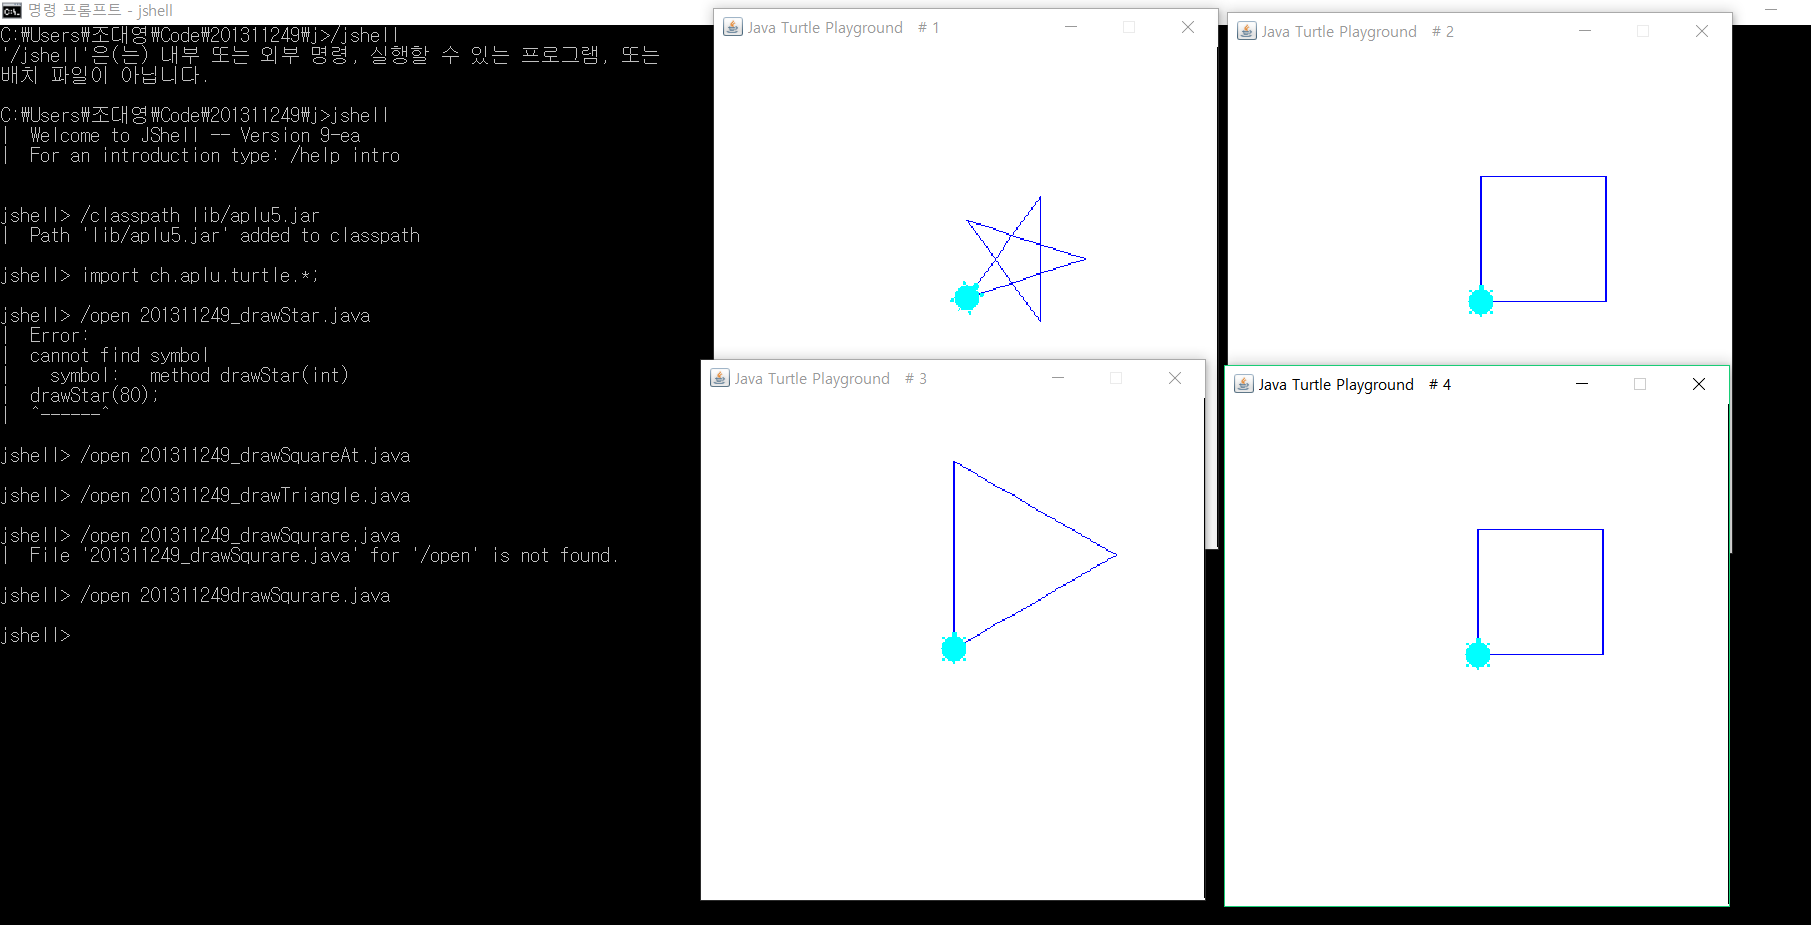 명령 프롬프트 - jshell
C:\Users\조대영\Code\201311249\j>/jshell
'/jshell'은(는) 내부 또는 외부 명령, 실행할 수 있는 프로그램, 또는
배치 파일이 아닙니다.
C:\Users\조대영\Code\201311249\j>jshell
|  Welcome to JShell -- Version 9-ea
|  For an introduction type: /help intro
jshell> /classpath lib/aplu5.jar
|  Path 'lib/aplu5.jar' added to classpath
jshell> import ch.aplu.turtle.*;
jshell> /open 201311249_drawStar.java
|  Error:
|  cannot find symbol
|    symbol:   method drawStar(int)
|  drawStar(80);
|  ^------^
jshell> /open 201311249_drawSquareAt.java
jshell> /open 201311249_drawTriangle.java
jshell> /open 201311249_drawSqurare.java
|  File '201311249_drawSqurare.java' for '/open' is not found.
jshell> /open 201311249drawSqurare.java
jshell>
Java Turtle Playground   # 1
Java Turtle Playground   # 2
Java Turtle Playground   # 3
Java Turtle Playground   # 4